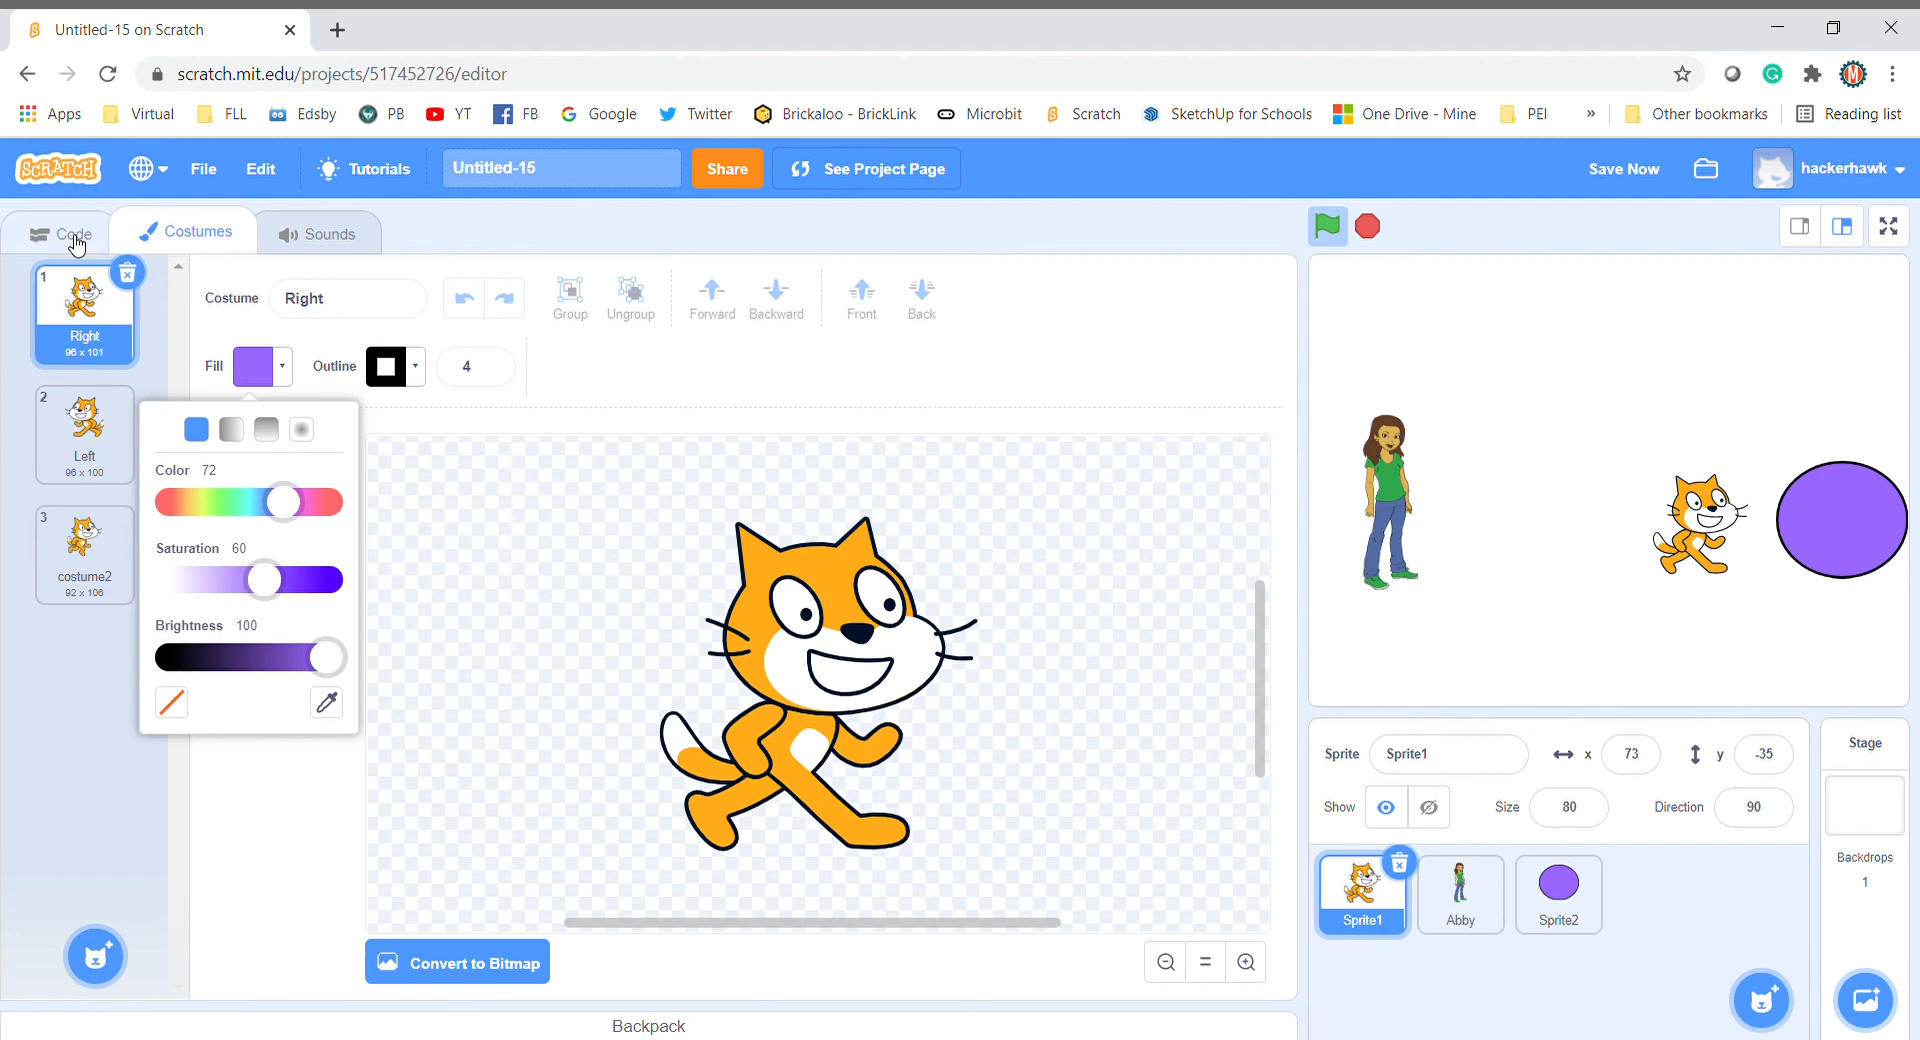 Untitled-15 on Scratch
scratch.mit.edu/projects/517452726/editor
Apps Virtual FLL Edsby PB YT FB Google Twitter Brickaloo - BrickLink Microbit Scratch SketchUp for Schools One Drive - Mine PEI » Other bookmarks Reading list
SCRATCH File Edit Tutorials Untitled-15 Share See Project Page Save Now hackerhawk
Code Costumes Sounds
1
Right
96 x 101
2
Left
96 x 100
3
costume2
92 x 106
Costume Right
Group Ungroup Forward Backward Front Back
Fill Outline 4
Color 72
Saturation 60
Brightness 100
Convert to Bitmap
Backpack
Sprite Sprite1 x 73 y -35
Show Size 80 Direction 90
Sprite1 Abby Sprite2
Stage
Backdrops
1